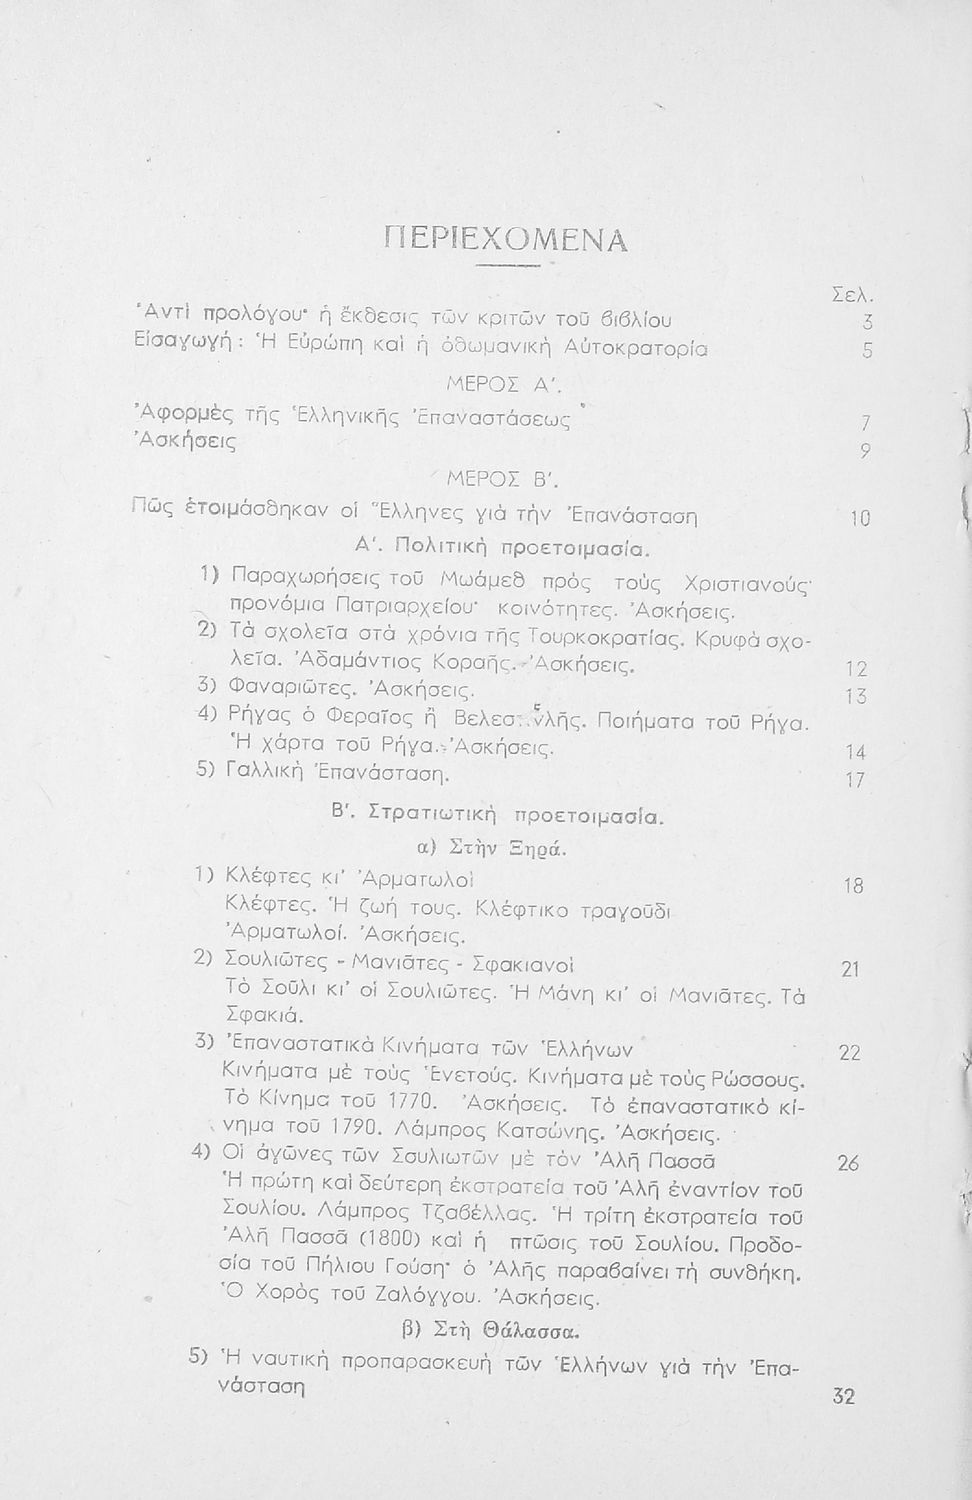 ΠΕΡΙΕΧΟΜΕΝΑ
Σελ.
Ἀντὶ προλόγου· ἡ ἔκθεσις τῶν κριτῶν τοῦ βιβλίου 3
Εἰσαγωγή : Ἡ Εὐρώπη καὶ ἡ ὀθωμανικὴ Αὐτοκρατορία 5
ΜΕΡΟΣ Α'.
Ἀφορμὲς τῆς Ἑλληνικῆς Ἐπαναστάσεως 7
Ἀσκήσεις 9
ΜΕΡΟΣ Β'.
Πῶς ἑτοιμάσθηκαν οἱ Ἕλληνες γιὰ τὴν Ἐπανάσταση 10
Α'. Πολιτικὴ προετοιμασία.
1) Παραχωρήσεις τοῦ Μωάμεθ πρὸς τοὺς Χριστιανούς·
προνόμια Πατριαρχείου· κοινότητες. Ἀσκήσεις.
2) Τὰ σχολεῖα στὰ χρόνια τῆς Τουρκοκρατίας. Κρυφὰ σχο-
λεῖα. Ἀδαμάντιος Κοραῆς. Ἀσκήσεις. 12
3) Φαναριῶτες. Ἀσκήσεις. 13
4) Ρήγας ὁ Φεραῖος ἢ Βελεστινλῆς. Ποιήματα τοῦ Ρήγα.
Ἡ χάρτα τοῦ Ρήγα. Ἀσκήσεις. 14
5) Γαλλικὴ Ἐπανάσταση. 17
Β'. Στρατιωτικὴ προετοιμασία.
α) Στὴν Ξηρά.
1) Κλέφτες κι' Ἀρματωλοὶ 18
Κλέφτες. Ἡ ζωή τους. Κλέφτικο τραγοῦδι
Ἀρματωλοί. Ἀσκήσεις.
2) Σουλιῶτες - Μανιᾶτες - Σφακιανοὶ 21
Τὸ Σοῦλι κι' οἱ Σουλιῶτες. Ἡ Μάνη κι' οἱ Μανιᾶτες. Τὰ
Σφακιά.
3) Ἐπαναστατικὰ Κινήματα τῶν Ἑλλήνων 22
Κινήματα μὲ τοὺς Ἑνετούς. Κινήματα μὲ τοὺς Ρώσσους.
Τὸ Κίνημα τοῦ 1770. Ἀσκήσεις. Τὸ ἐπαναστατικὸ κί-
νημα τοῦ 1790. Λάμπρος Κατσώνης. Ἀσκήσεις.
4) Οἱ ἀγῶνες τῶν Σουλιωτῶν μὲ τὸν Ἀλῆ Πασσᾶ 26
Ἡ πρώτη καὶ δεύτερη ἐκστρατεία τοῦ Ἀλῆ ἐναντίον τοῦ
Σουλίου. Λάμπρος Τζαβέλλας. Ἡ τρίτη ἐκστρατεία τοῦ
Ἀλῆ Πασσᾶ (1800) καὶ ἡ πτῶσις τοῦ Σουλίου. Προδο-
σία τοῦ Πήλιου Γούση· ὁ Ἀλῆς παραβαίνει τὴ συνθήκη.
Ὁ Χορὸς τοῦ Ζαλόγγου. Ἀσκήσεις.
β) Στὴ Θάλασσα.
5) Ἡ ναυτικὴ προπαρασκευὴ τῶν Ἑλλήνων γιὰ τὴν Ἐπα-
νάσταση 32